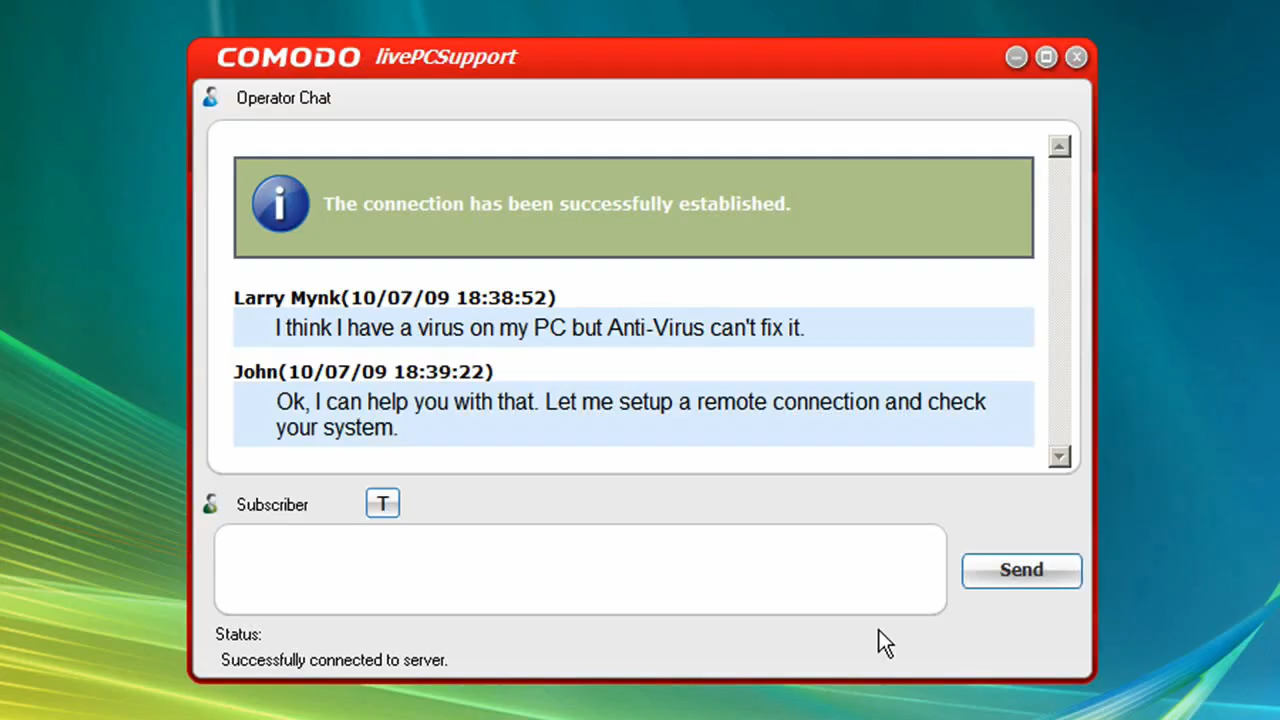 COMODO livePCSupport
Operator Chat
i
The connection has been successfully established.
Larry Mynk(10/07/09 18:38:52)
I think I have a virus on my PC but Anti-Virus can't fix it.
John(10/07/09 18:39:22)
Ok, I can help you with that. Let me setup a remote connection and check
your system.
Subscriber T
Send
Status:
Successfully connected to server.